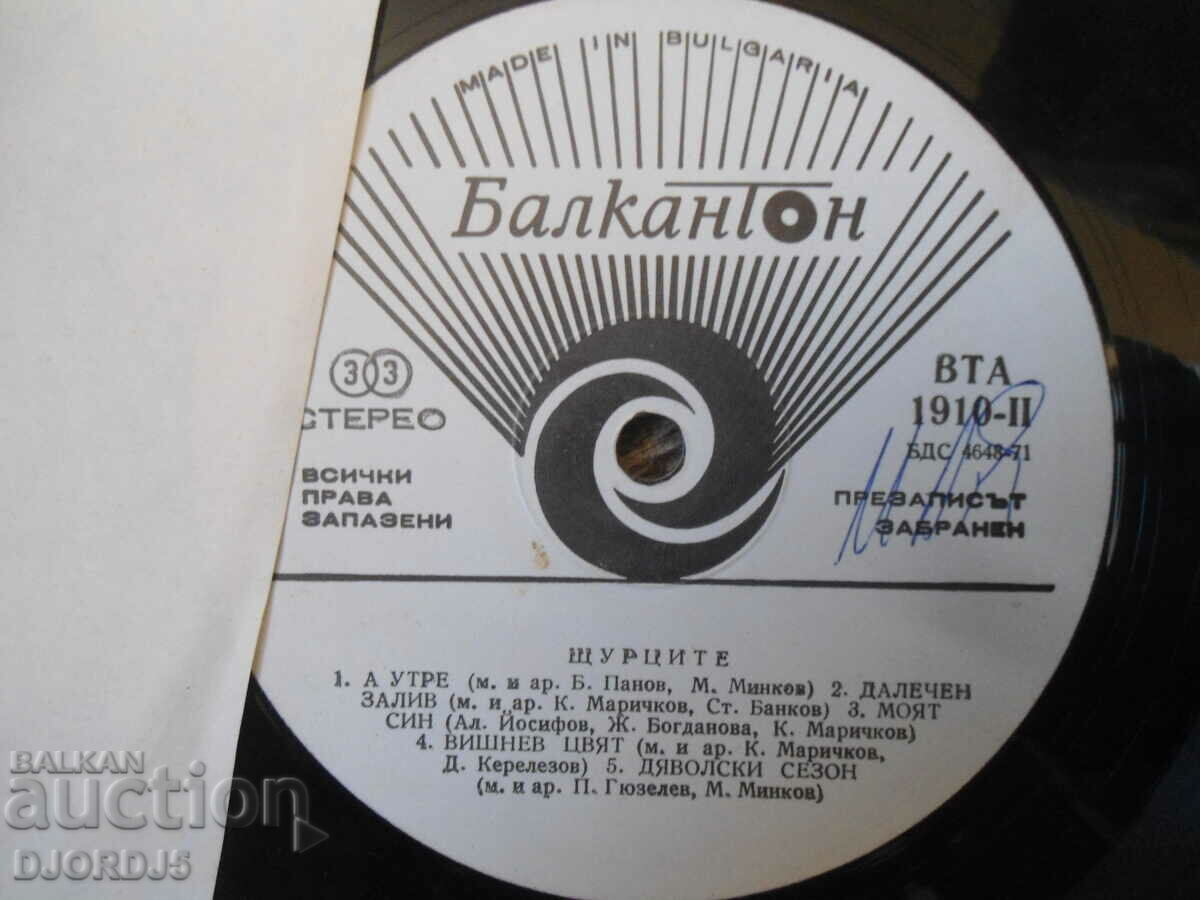 MADE IN BULGARIA
Балкантон
33
СТЕРЕО
ВСИЧКИ
ПРАВА
ЗАПАЗЕНИ
ВТА
1910-II
БДС 4648-71
ПРЕЗАПИСЪТ
ЗАБРАНЕН
ЩУРЦИТЕ
1. А УТРЕ (м. и ар. Б. Панов, М. Минков) 2. ДАЛЕЧЕН
ЗАЛИВ (м. и ар. К. Маричков, Ст. Банков) 3. МОЯТ
СИН (Ал. Йосифов, Ж. Богданова, К. Маричков)
4. ВИШНЕВ ЦВЯТ (м. и ар. К. Маричков,
Д. Керелезов) 5. ДЯВОЛСКИ СЕЗОН
(м. и ар. П. Гюзелев, М. Минков)
BALKAN
auction
DJORDJ5